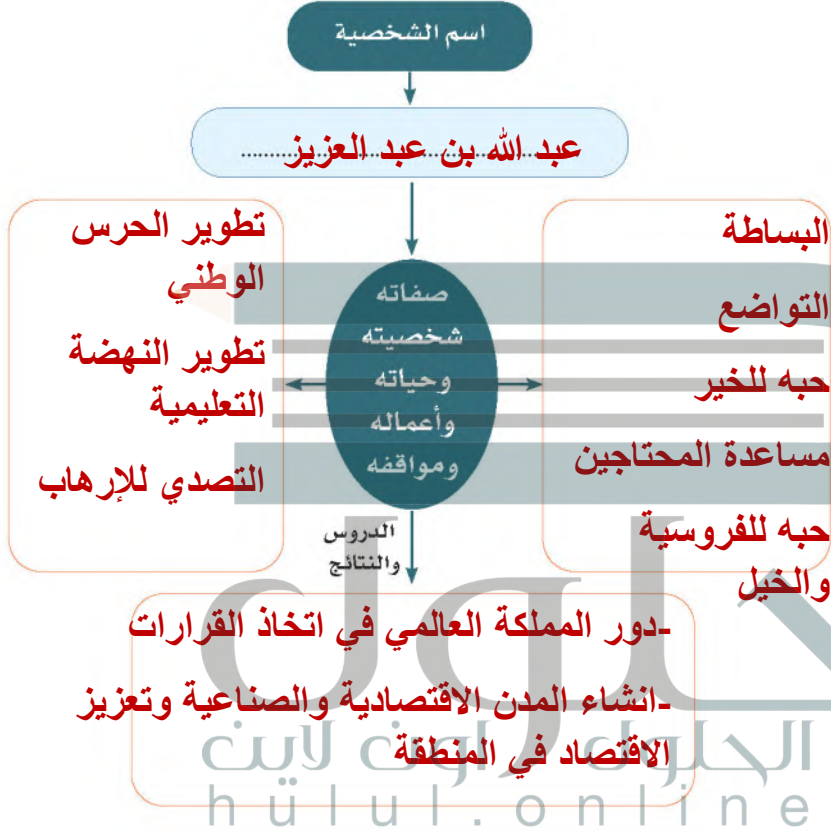 اسم الشخصية
عبد الله بن عبد العزيز
صفاته
شخصيته
وحياته
وأعماله
ومواقفه
البساطة
التواضع
حبه للخير
مساعدة المحتاجين
حبه للفروسية
والخيل
تطوير الحرس
الوطني
تطوير النهضة
التعليمية
التصدي للإرهاب
الدروس
والنتائج
-دور المملكة العالمي في اتخاذ القرارات
-انشاء المدن الاقتصادية والصناعية وتعزيز
الاقتصاد في المنطقة
حلول
الحلول اون لاين
hulul.online